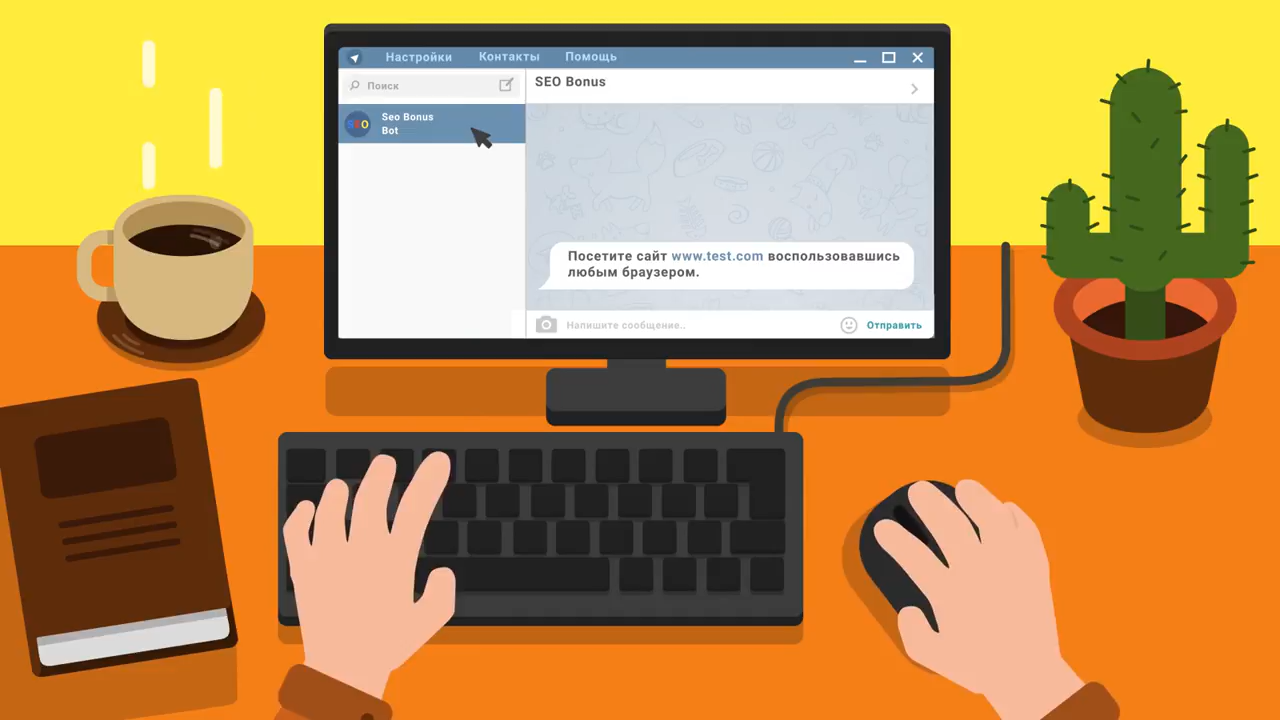 Настройки Контакты Помощь
Поиск
SEO Bonus
SEO
Seo Bonus
Bot
Посетите сайт www.test.com воспользовавшись
любым браузером.
Напишите сообщение..
Отправить